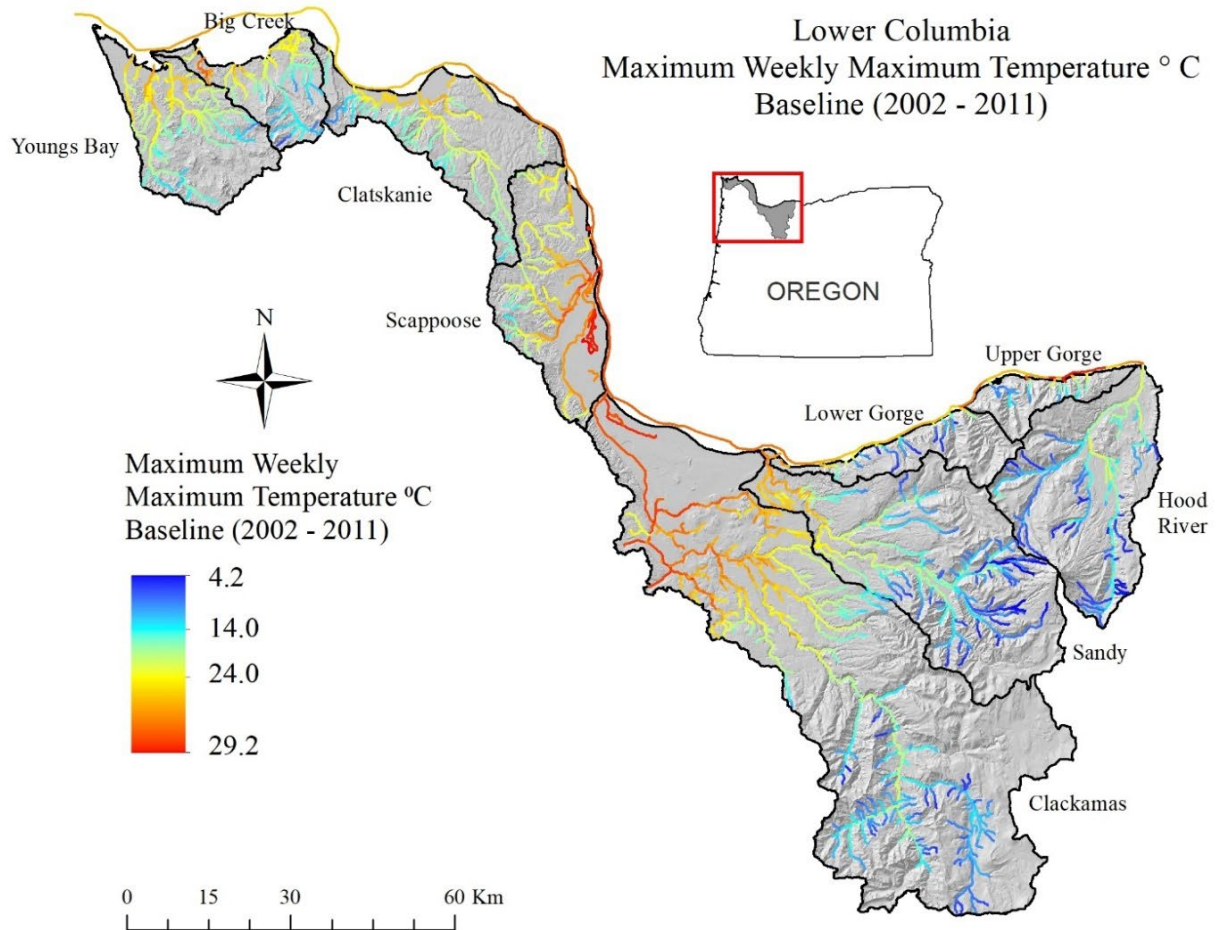 Lower Columbia
Maximum Weekly Maximum Temperature ° C
Baseline (2002 - 2011)
Big Creek
Youngs Bay
Clatskanie
OREGON
Scappoose
N
Upper Gorge
Lower Gorge
Maximum Weekly
Maximum Temperature ºC
Baseline (2002 - 2011)
Hood
River
4.2
14.0
24.0
29.2
Sandy
Clackamas
0 15 30 60 Km